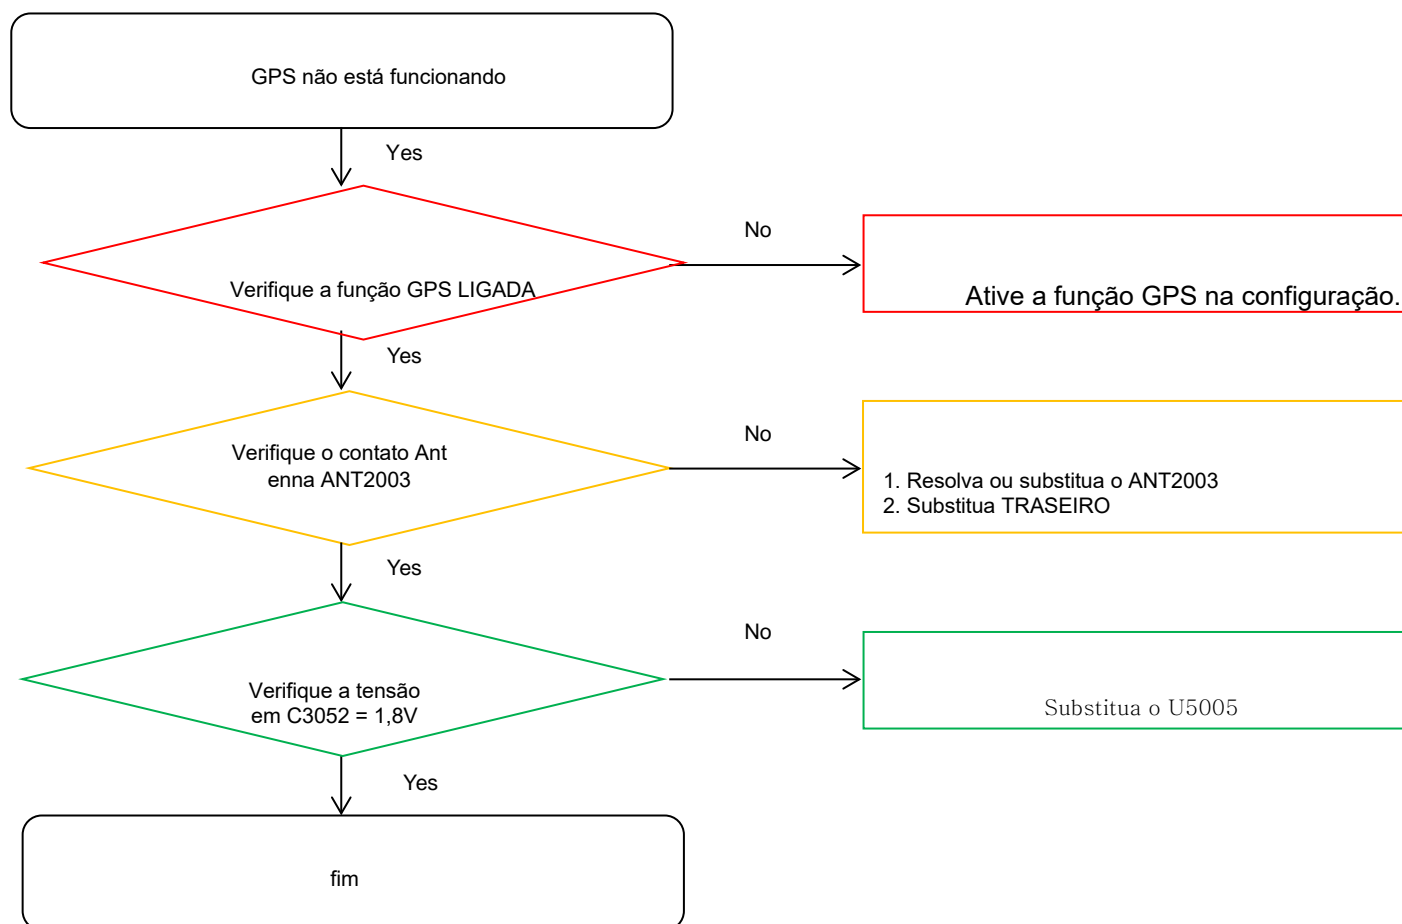 GPS não está funcionando
Yes
No
Verifique a função GPS LIGADA
Ative a função GPS na configuração.
Yes
No
Verifique o contato Ant
enna ANT2003
1. Resolva ou substitua o ANT2003
2. Substitua TRASEIRO
Yes
No
Verifique a tensão
em C3052 = 1,8V
Substitua o U5005
Yes
fim